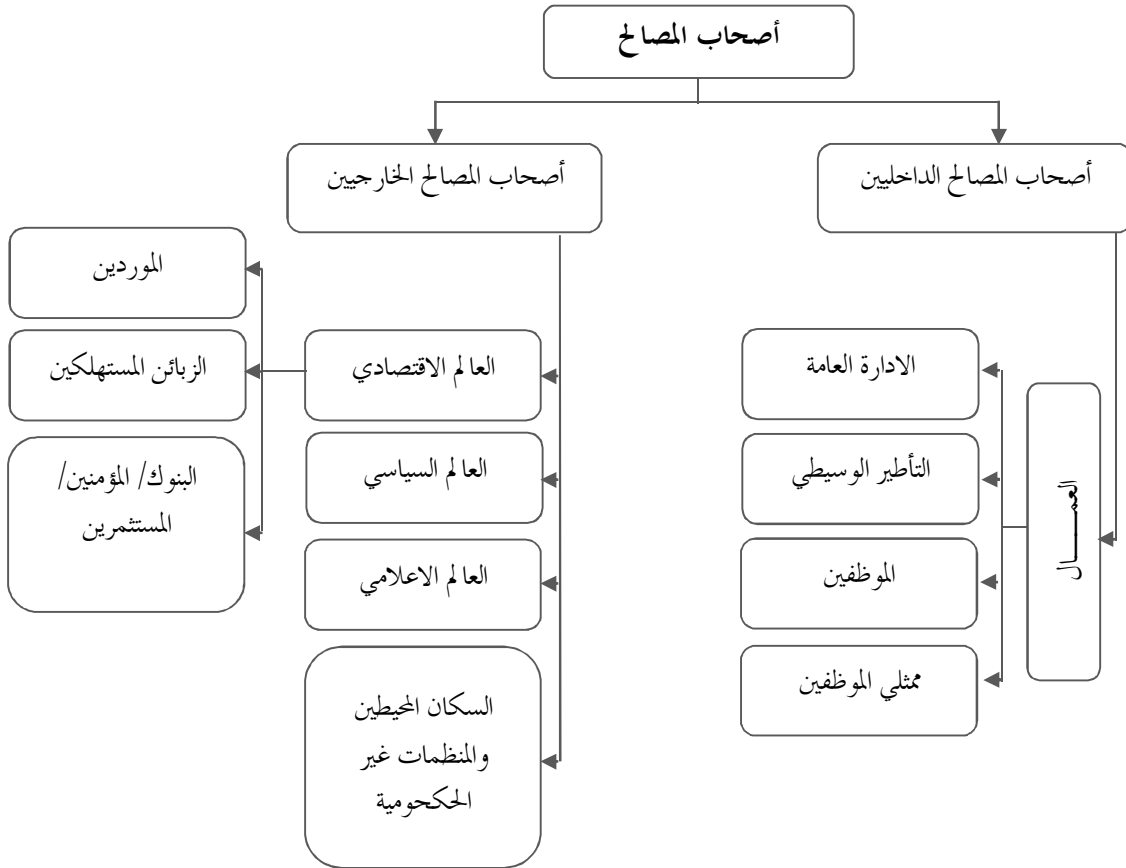 أصحاب المصالح
أصحاب المصالح الداخليين
أصحاب المصالح الخارجيين
العمـــــال
الادارة العامة
التأطير الوسيطي
الموظفين
ممثلي الموظفين
العالم الاقتصادي
العالم السياسي
العالم الاعلامي
السكان المحيطين
والمنظمات غير
الحكحومية
الموردين
الزبائن المستهلكين
البنوك/ المؤمنين/
المستثمرين